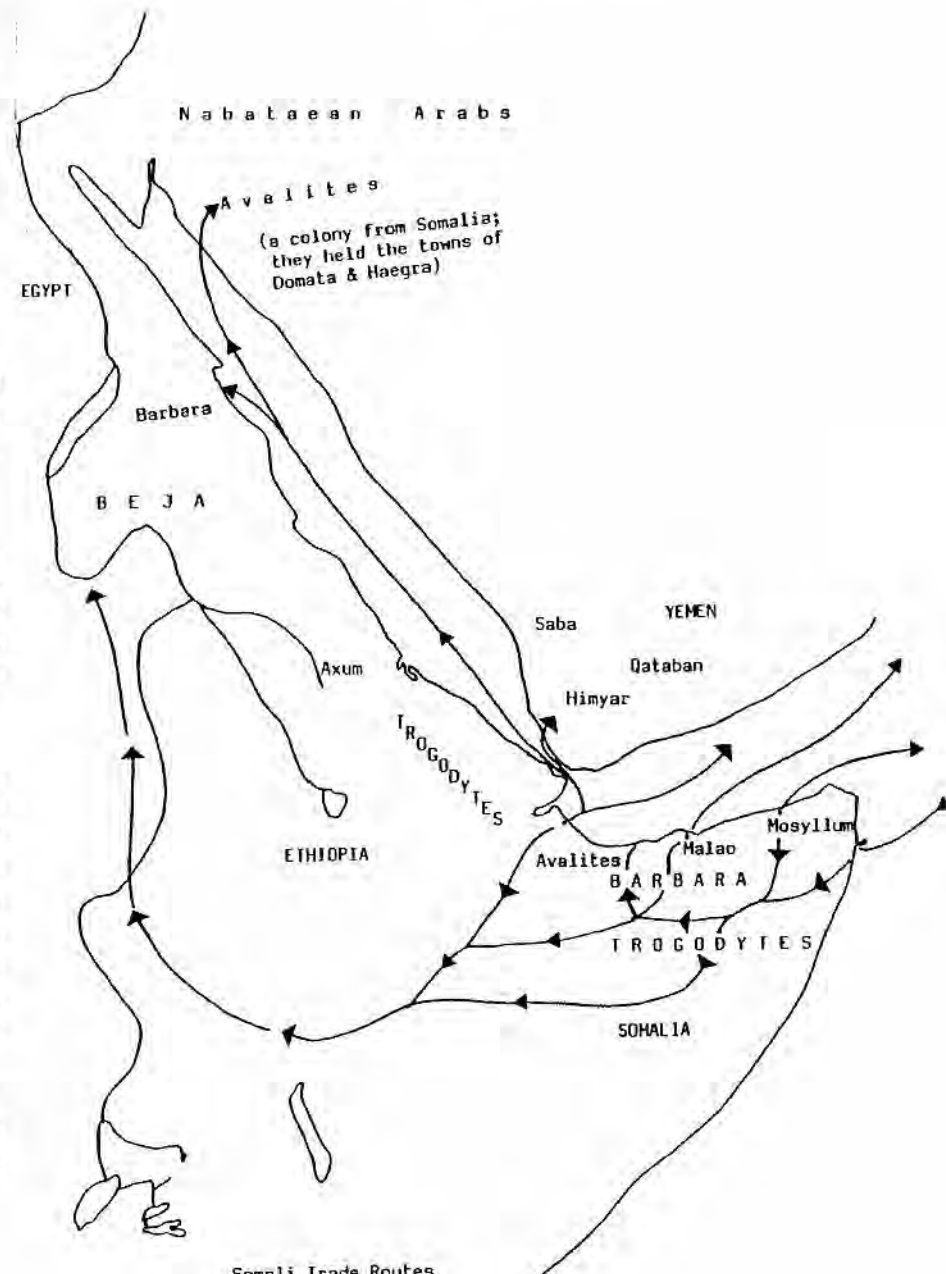 Nabataean Arabs
Avalites
(a colony from Somalia;
they held the towns of
Domata & Haegra)
EGYPT
Barbara
BEJA
Saba
YEMEN
Qataban
Axum
Himyar
TROGODYTES
Mosyllum
Malao
Avalites
ETHIOPIA
BARBARA
TROGODYTES
SOMALIA
Somali Trade Routes